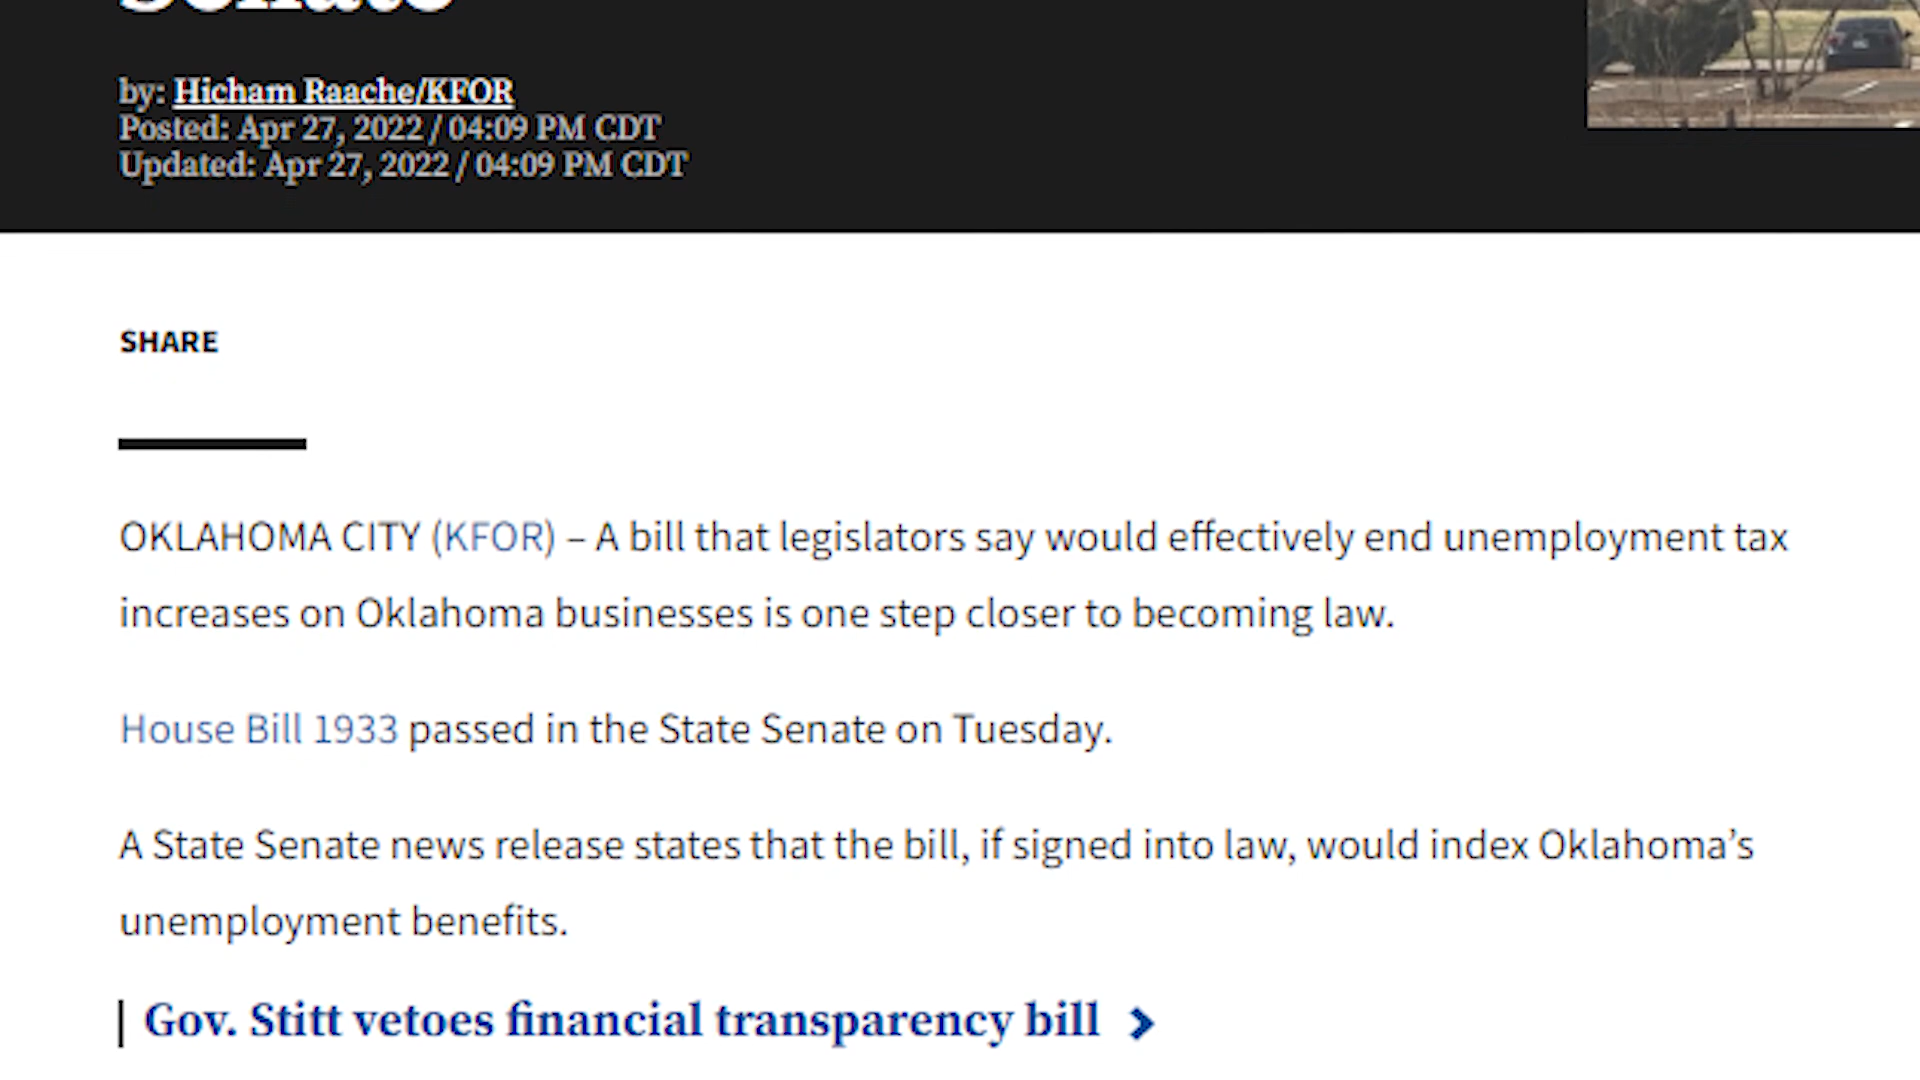 Senate
by: Hicham Raache/KFOR
Posted: Apr 27, 2022 / 04:09 PM CDT
Updated: Apr 27, 2022 / 04:09 PM CDT
SHARE
OKLAHOMA CITY (KFOR) – A bill that legislators say would effectively end unemployment tax
increases on Oklahoma businesses is one step closer to becoming law.
House Bill 1933 passed in the State Senate on Tuesday.
A State Senate news release states that the bill, if signed into law, would index Oklahoma’s
unemployment benefits.
Gov. Stitt vetoes financial transparency bill